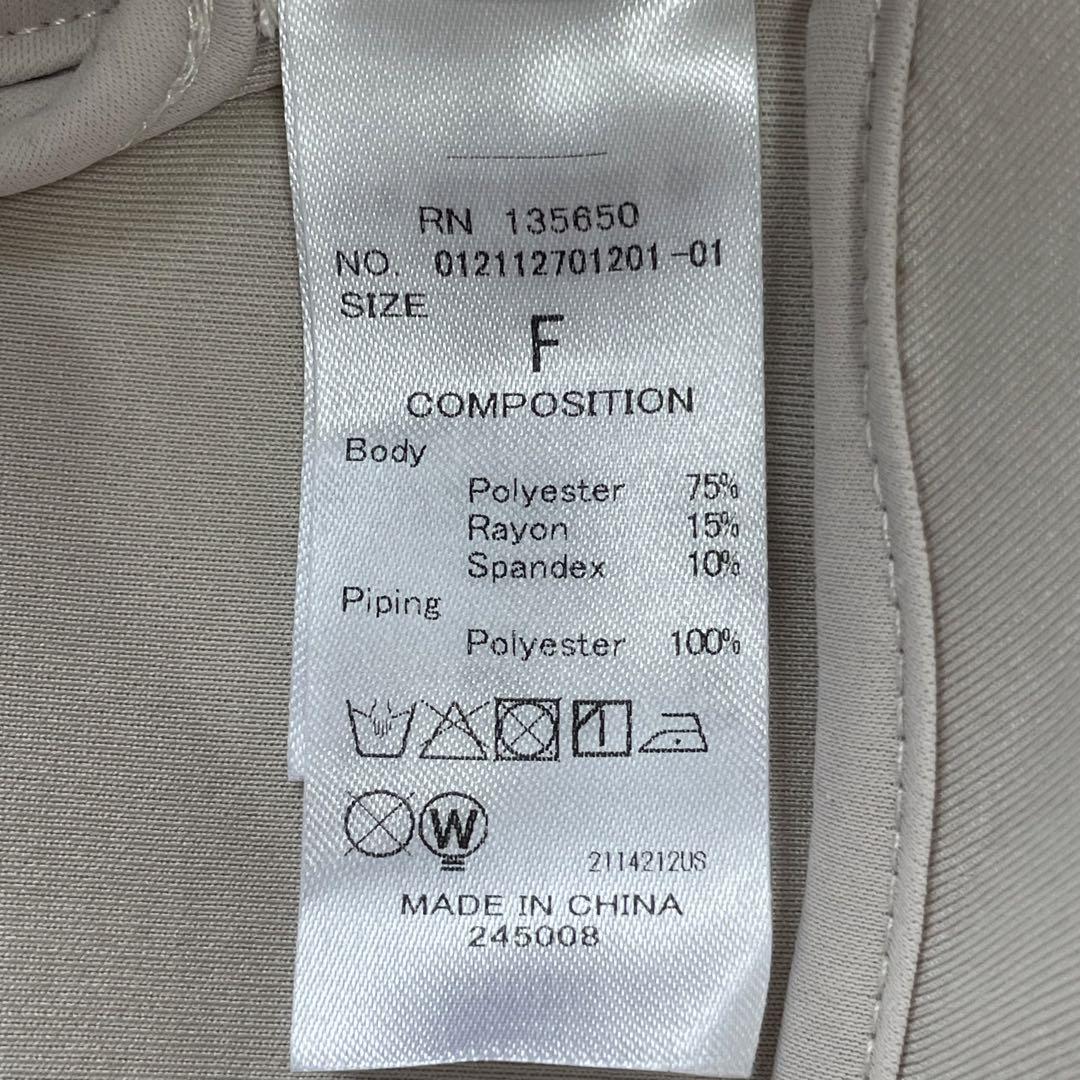 RN 135650
NO. 012112701201-01
SIZE
F
COMPOSITION
Body
Polyester 75%
Rayon 15%
Spandex 10%
Piping
Polyester 100%
W
2114212US
MADE IN CHINA
245008